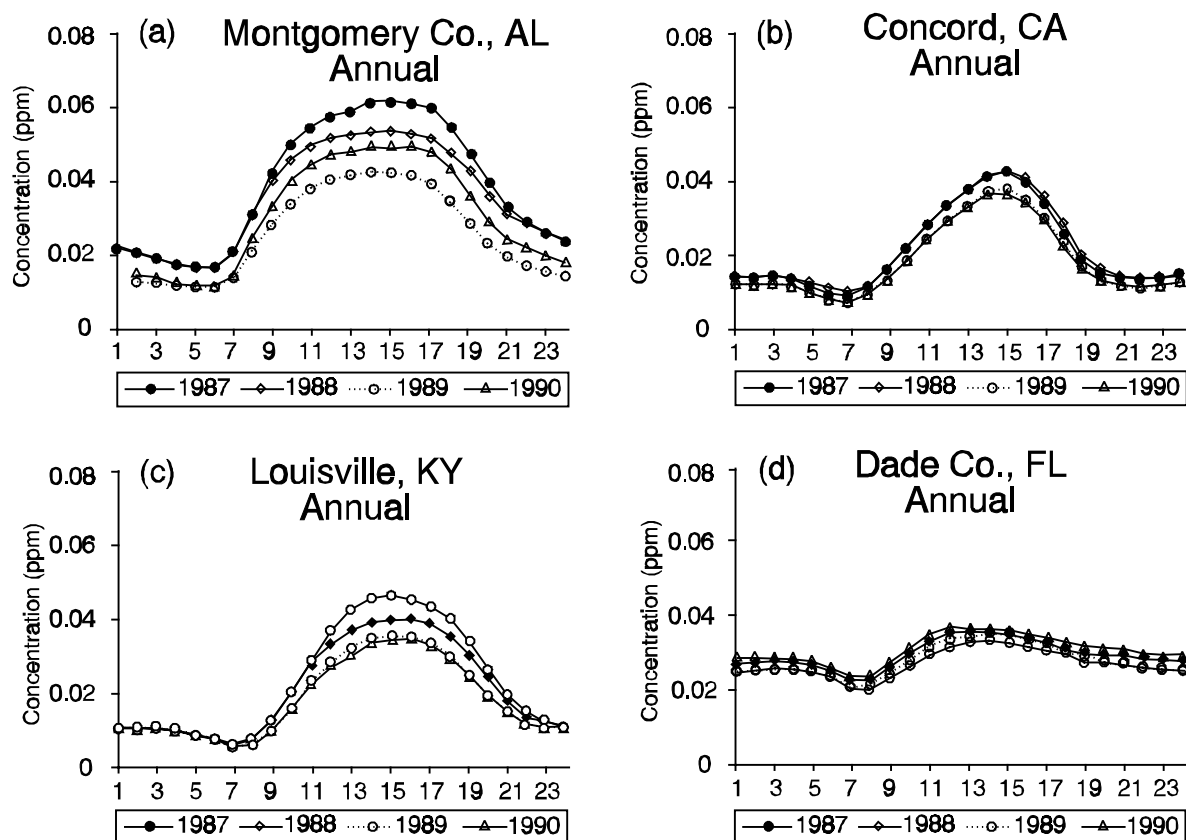 (a) Montgomery Co., AL
Annual
Concentration (ppm)
0.08
0.06
0.04
0.02
0
1 3 5 7 9 11 13 15 17 19 21 23
1987 1988 1989 1990
(b) Concord, CA
Annual
Concentration (ppm)
0.08
0.06
0.04
0.02
0
1 3 5 7 9 11 13 15 17 19 21 23
1987 1988 1989 1990
(c) Louisville, KY
Annual
Concentration (ppm)
0.08
0.06
0.04
0.02
0
1 3 5 7 9 11 13 15 17 19 21 23
1987 1988 1989 1990
(d) Dade Co., FL
Annual
Concentration (ppm)
0.08
0.06
0.04
0.02
0
1 3 5 7 9 11 13 15 17 19 21 23
1987 1988 1989 1990